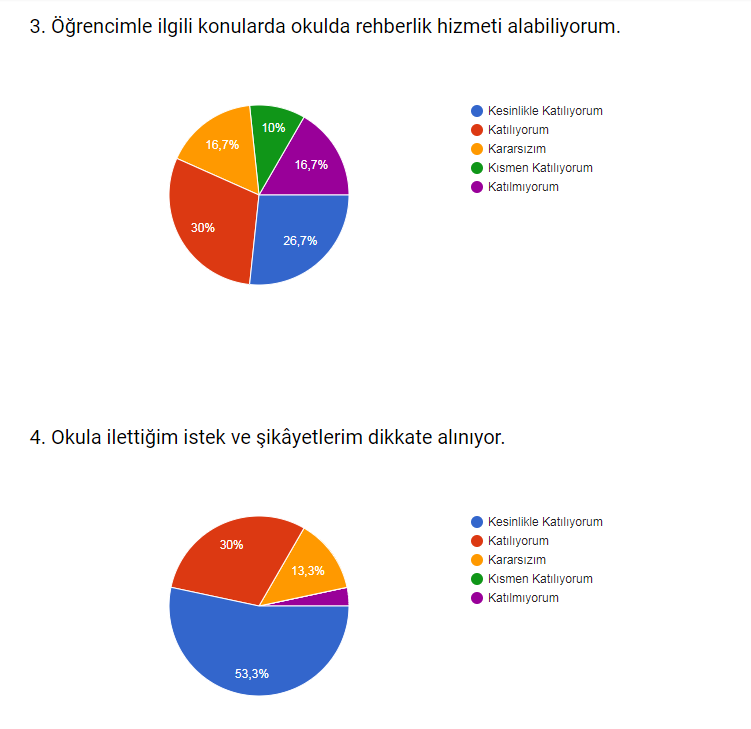 3. Öğrencimle ilgili konularda okulda rehberlik hizmeti alabiliyorum.
Kesinlikle Katılıyorum
Katılıyorum
Kararsızım
Kısmen Katılıyorum
Katılmıyorum
10%
16,7%
16,7%
30%
26,7%
4. Okula ilettiğim istek ve şikâyetlerim dikkate alınıyor.
Kesinlikle Katılıyorum
Katılıyorum
Kararsızım
Kısmen Katılıyorum
Katılmıyorum
30%
13,3%
53,3%